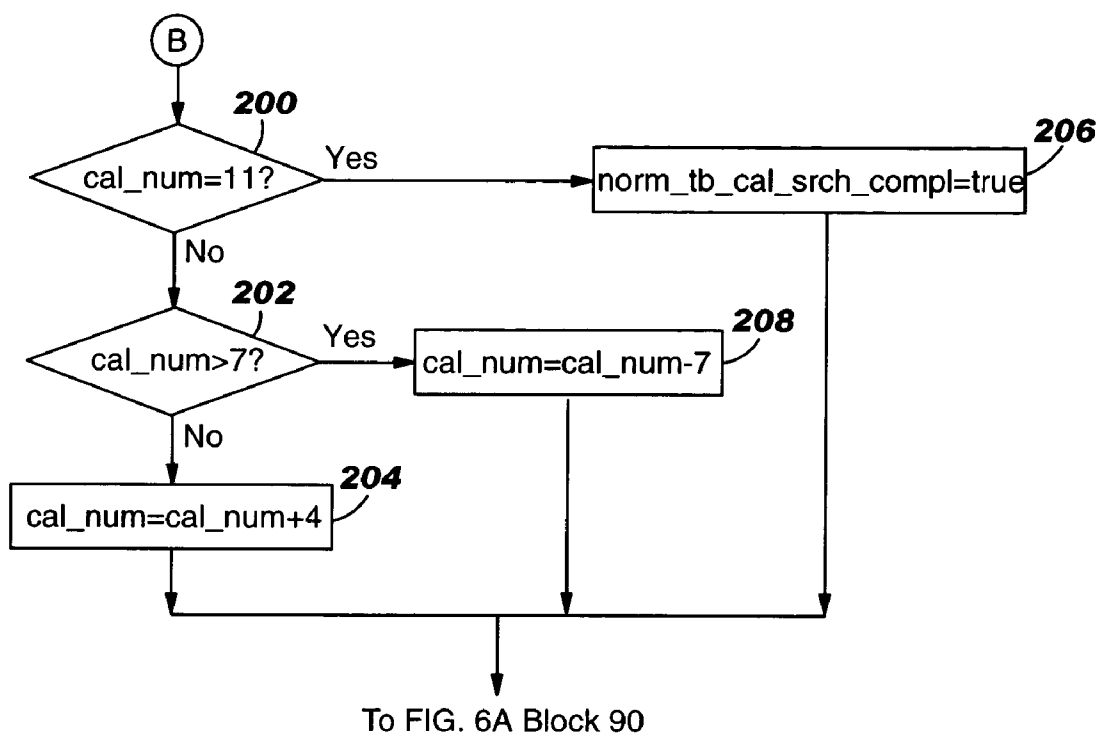 B
200
cal_num=11?
Yes
206
norm_tb_cal_srch_compl=true
No
202
cal_num>7?
Yes
208
cal_num=cal_num-7
No
204
cal_num=cal_num+4
To FIG. 6A Block 90